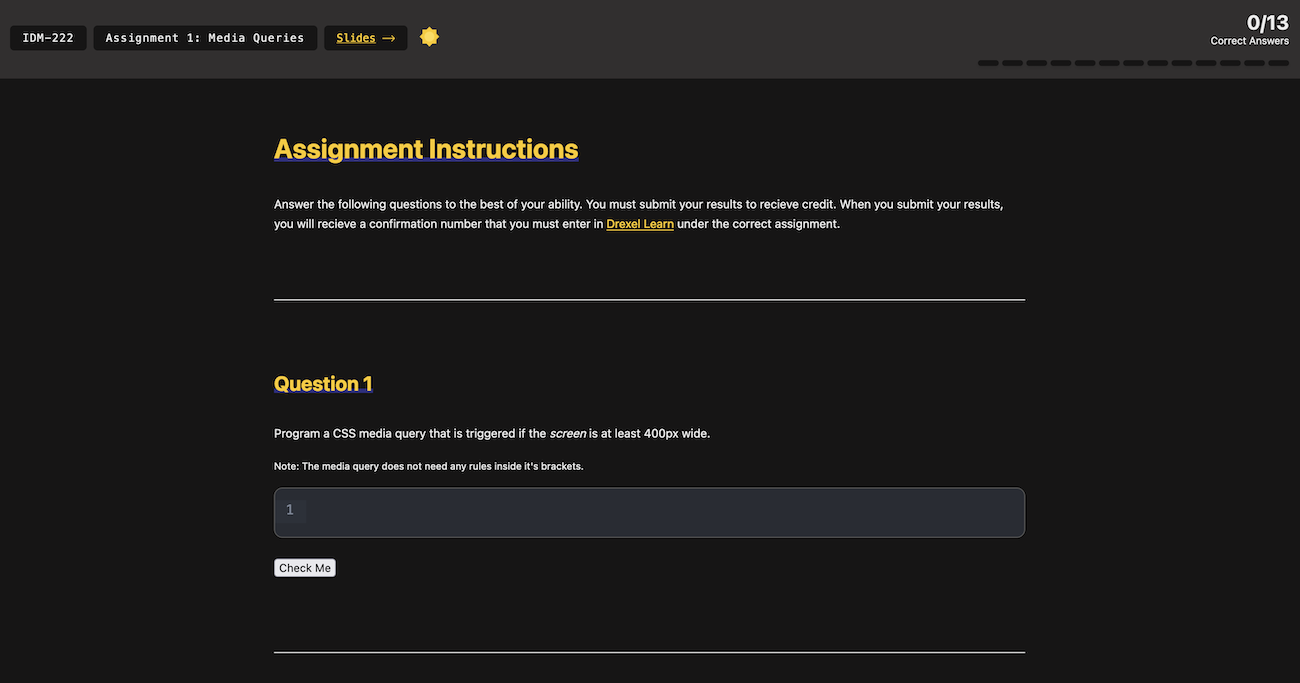 IDM-222
Assignment 1: Media Queries
Slides →
0/13
Correct Answers
Assignment Instructions
Answer the following questions to the best of your ability. You must submit your results to recieve credit. When you submit your results,
you will recieve a confirmation number that you must enter in Drexel Learn under the correct assignment.
Question 1
Program a CSS media query that is triggered if the screen is at least 400px wide.
Note: The media query does not need any rules inside it's brackets.
1
Check Me